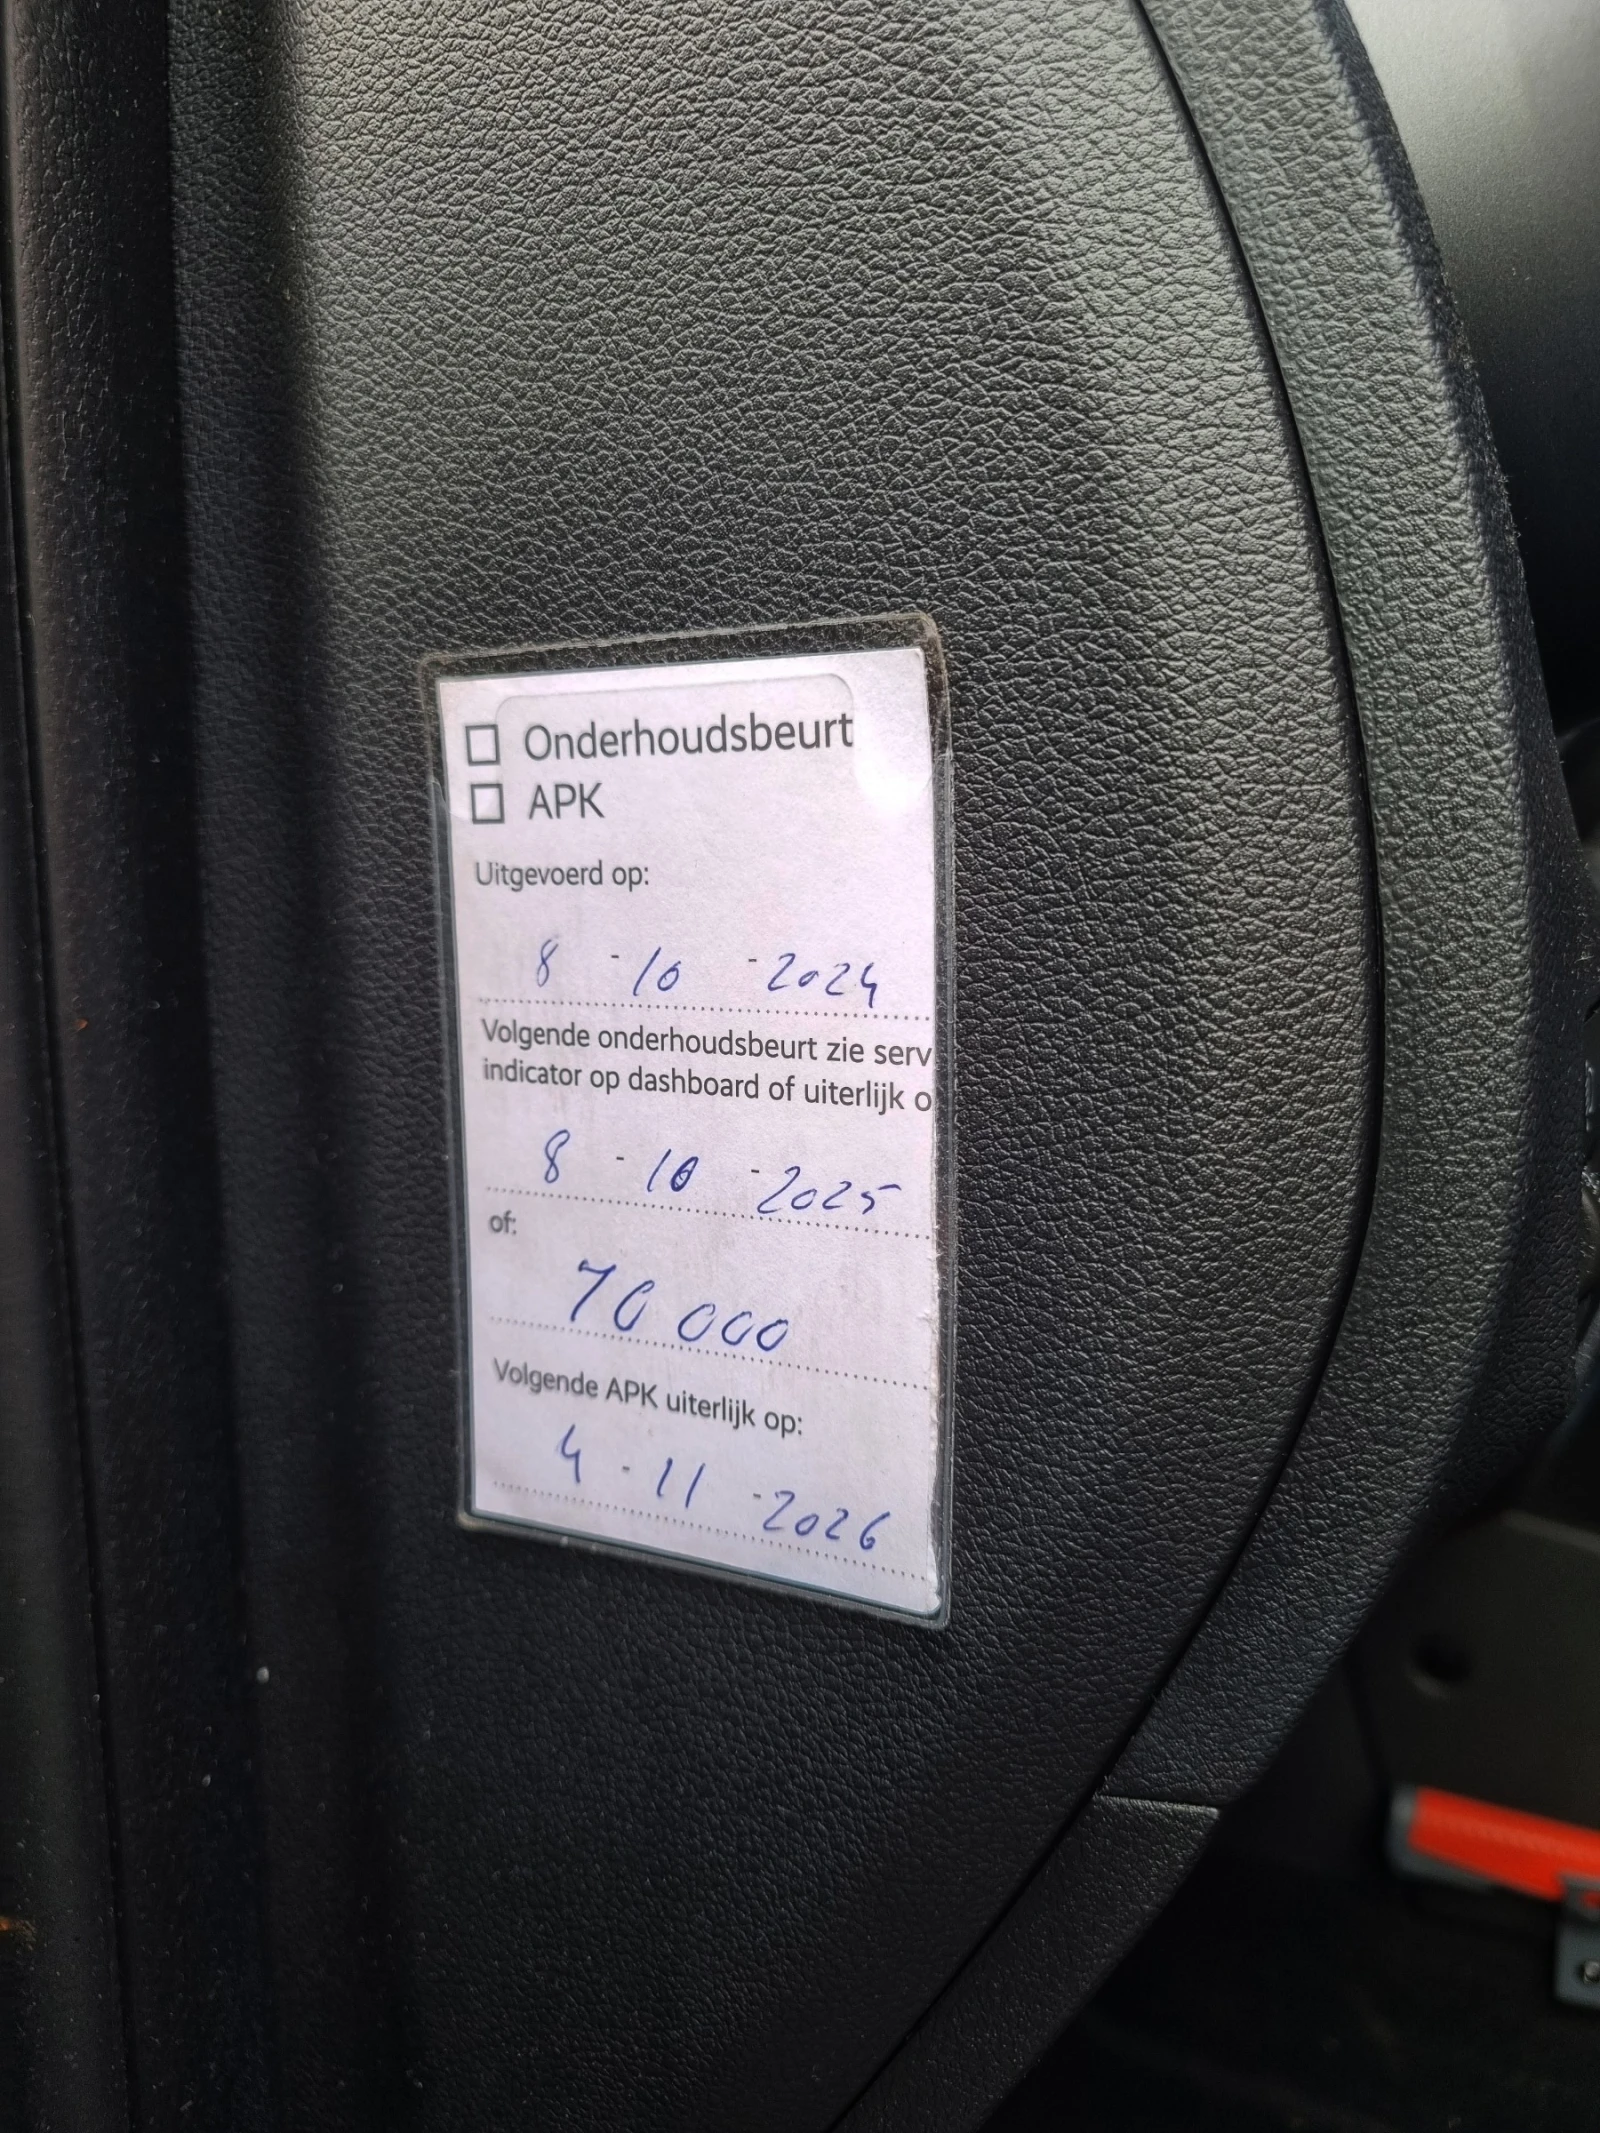 Onderhoudsbeurt
APK
Uitgevoerd op:
8 - 10 - 2024
Volgende onderhoudsbeurt zie serv
indicator op dashboard of uiterlijk o
8 - 10 - 2025
of:
70 000
Volgende APK uiterlijk op:
4 - 11 - 2026